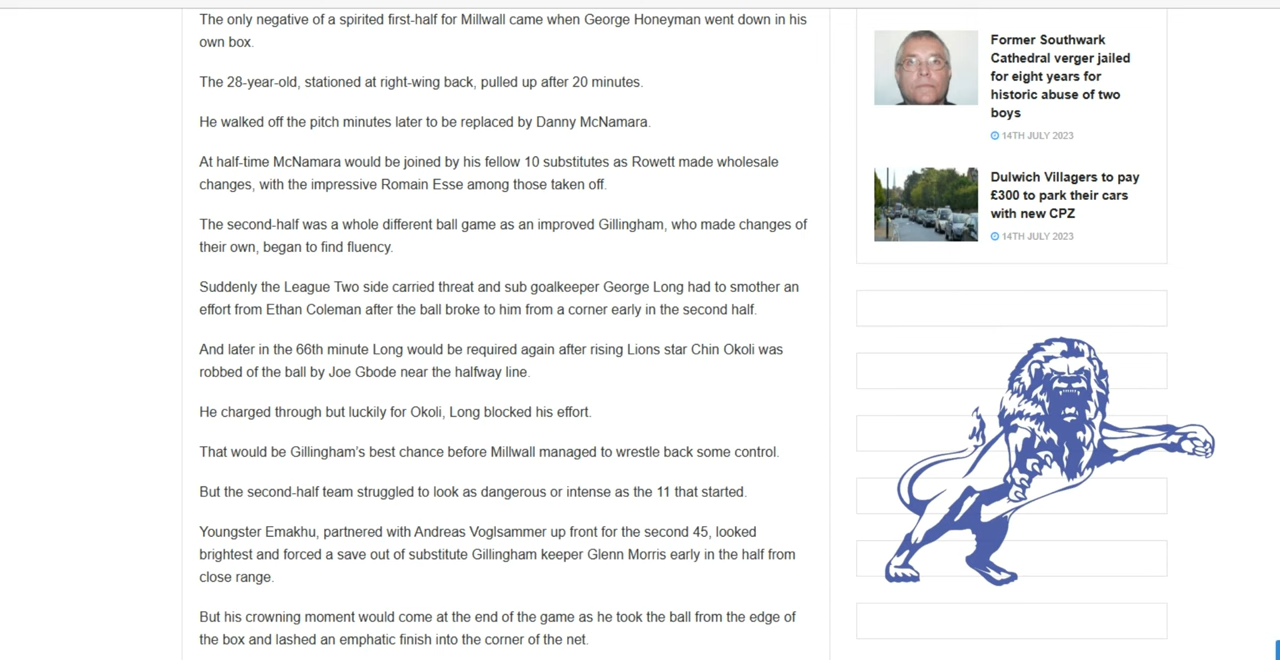 The only negative of a spirited first-half for Millwall came when George Honeyman went down in his
own box.
The 28-year-old, stationed at right-wing back, pulled up after 20 minutes.
He walked off the pitch minutes later to be replaced by Danny McNamara.
At half-time McNamara would be joined by his fellow 10 substitutes as Rowett made wholesale
changes, with the impressive Romain Esse among those taken off.
The second-half was a whole different ball game as an improved Gillingham, who made changes of
their own, began to find fluency.
Suddenly the League Two side carried threat and sub goalkeeper George Long had to smother an
effort from Ethan Coleman after the ball broke to him from a corner early in the second half.
And later in the 66th minute Long would be required again after rising Lions star Chin Okoli was
robbed of the ball by Joe Gbode near the halfway line.
He charged through but luckily for Okoli, Long blocked his effort.
That would be Gillingham's best chance before Millwall managed to wrestle back some control.
But the second-half team struggled to look as dangerous or intense as the 11 that started.
Youngster Emakhu, partnered with Andreas Voglsammer up front for the second 45, looked
brightest and forced a save out of substitute Gillingham keeper Glenn Morris early in the half from
close range.
But his crowning moment would come at the end of the game as he took the ball from the edge of
the box and lashed an emphatic finish into the corner of the net.
Former Southwark
Cathedral verger jailed
for eight years for
historic abuse of two
boys
14TH JULY 2023
Dulwich Villagers to pay
£300 to park their cars
with new CPZ
14TH JULY 2023